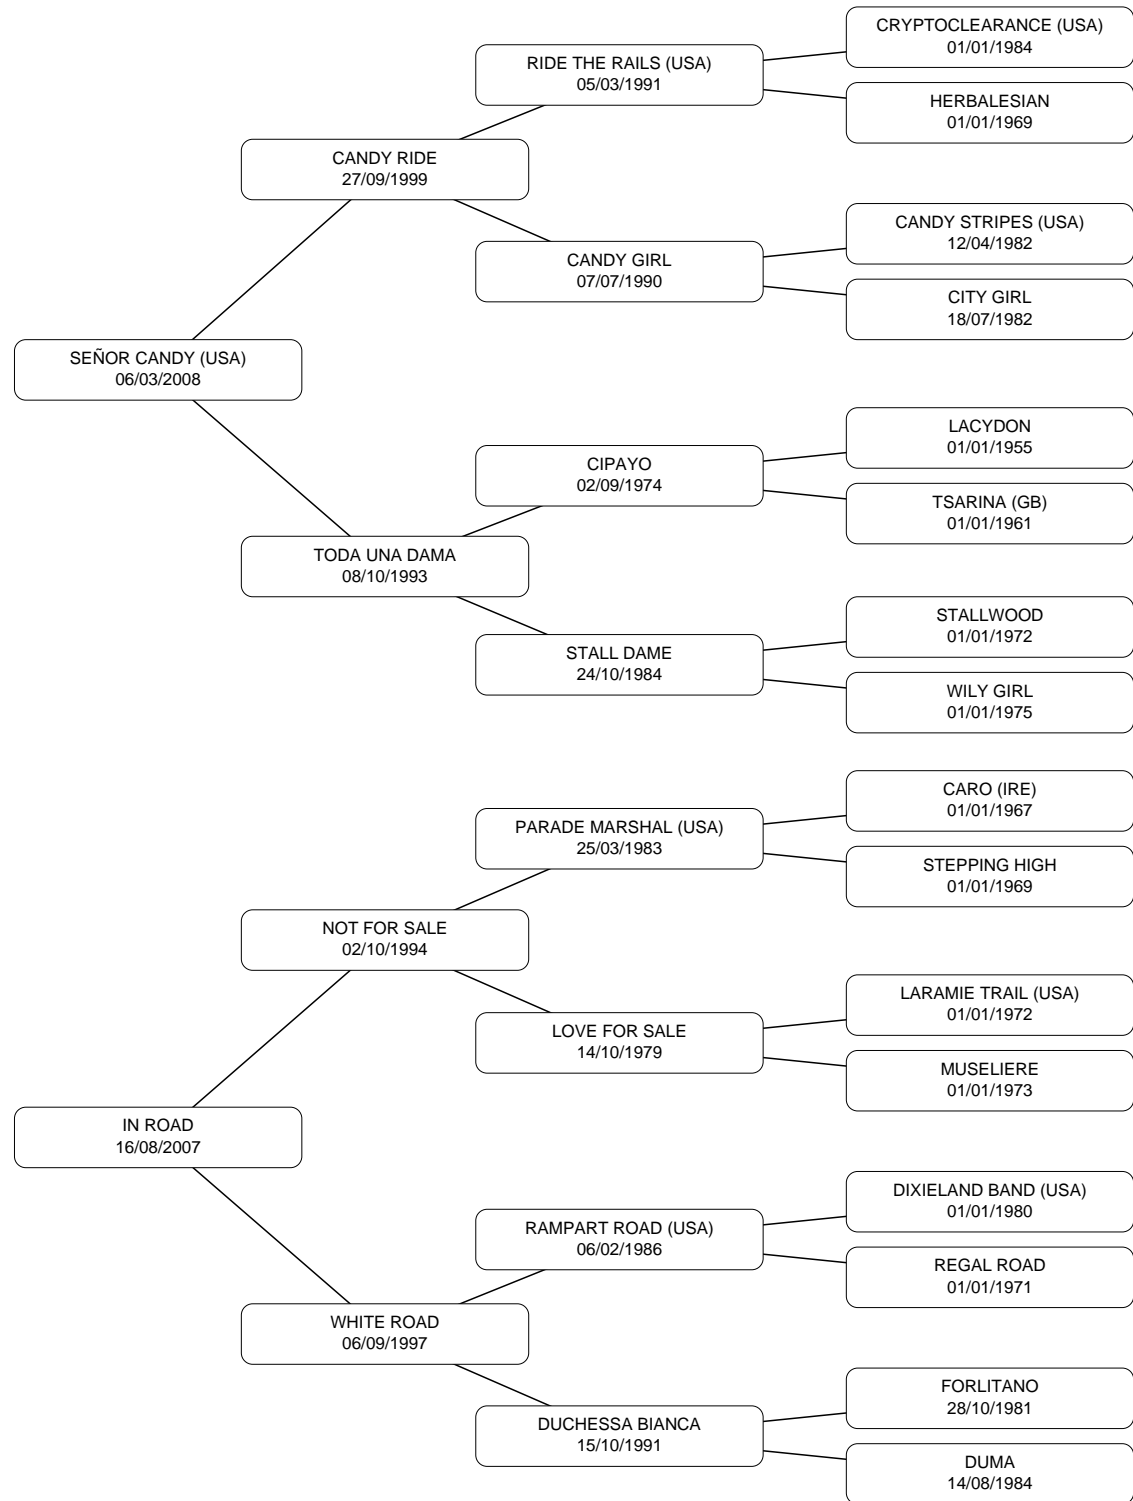 CRYPTOCLEARANCE (USA)
01/01/1984
RIDE THE RAILS (USA)
05/03/1991
HERBALESIAN
01/01/1969
CANDY RIDE
27/09/1999
CANDY STRIPES (USA)
12/04/1982
CANDY GIRL
07/07/1990
CITY GIRL
18/07/1982
SEÑOR CANDY (USA)
06/03/2008
LACYDON
01/01/1955
CIPAYO
02/09/1974
TSARINA (GB)
01/01/1961
TODA UNA DAMA
08/10/1993
STALLWOOD
01/01/1972
STALL DAME
24/10/1984
WILY GIRL
01/01/1975
CARO (IRE)
01/01/1967
PARADE MARSHAL (USA)
25/03/1983
STEPPING HIGH
01/01/1969
NOT FOR SALE
02/10/1994
LARAMIE TRAIL (USA)
01/01/1972
LOVE FOR SALE
14/10/1979
MUSELIERE
01/01/1973
IN ROAD
16/08/2007
DIXIELAND BAND (USA)
01/01/1980
RAMPART ROAD (USA)
06/02/1986
REGAL ROAD
01/01/1971
WHITE ROAD
06/09/1997
FORLITANO
28/10/1981
DUCHESSA BIANCA
15/10/1991
DUMA
14/08/1984